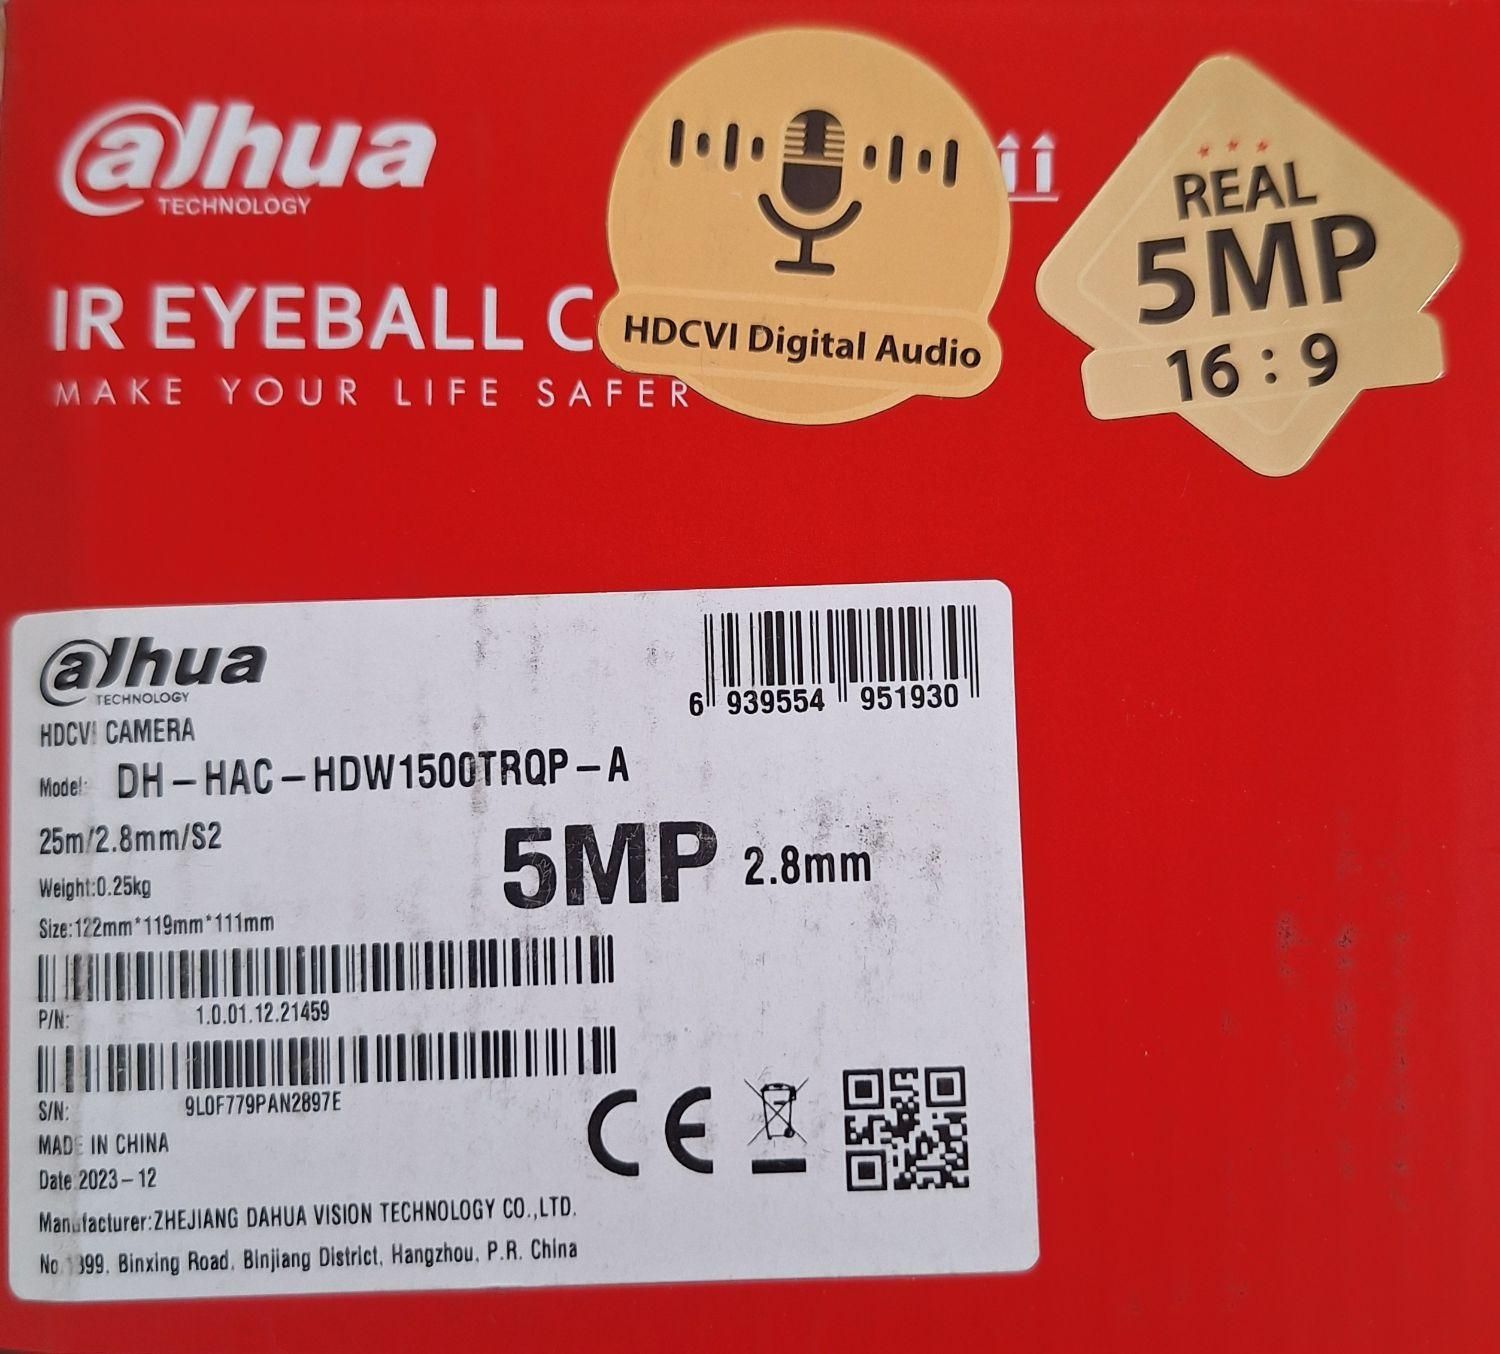 alhua
TECHNOLOGY
IR EYEBALL C
MAKE YOUR LIFE SAFER
HDCVI Digital Audio
REAL
5MP
16 : 9
alhua
TECHNOLOGY
6 939554 951930
HDCVI CAMERA
Model: DH-HAC-HDW1500TRQP-A
25m/2.8mm/S2
5MP 2.8mm
Weight:0.25kg
Size:122mm*119mm*111mm
P/N: 1.0.01.12.21459
S/N: 9L0F779PAN2897E
MADE IN CHINA
Date:2023-12
CE
Manufacturer:ZHEJIANG DAHUA VISION TECHNOLOGY CO.,LTD.
No.1399, Binxing Road, Binjiang District, Hangzhou, P.R. China